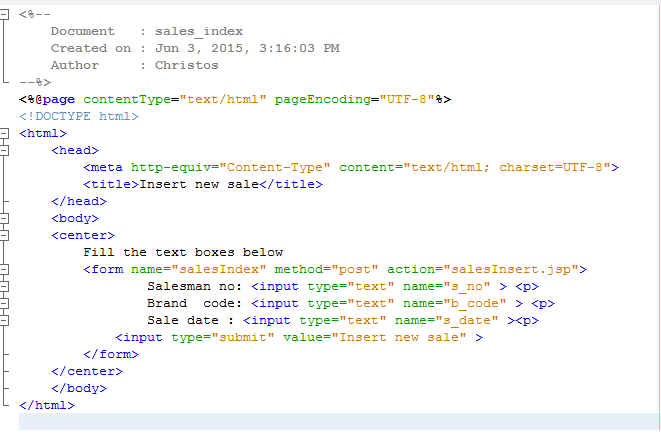 <%--
    Document   : sales_index
    Created on : Jun 3, 2015, 3:16:03 PM
    Author     : Christos
--%>
<%@page contentType="text/html" pageEncoding="UTF-8"%>
<!DOCTYPE html>
<html>
    <head>
        <meta http-equiv="Content-Type" content="text/html; charset=UTF-8">
        <title>Insert new sale</title>
    </head>
    <body>
    <center>
        Fill the text boxes below
        <form name="salesIndex" method="post" action="salesInsert.jsp">
                Salesman no: <input type="text" name="s_no" > <p>
                Brand  code: <input type="text" name="b_code" > <p>
                Sale date : <input type="text" name="s_date" ><p>
            <input type="submit" value="Insert new sale" >
        </form>
    </center>
    </body>
</html>